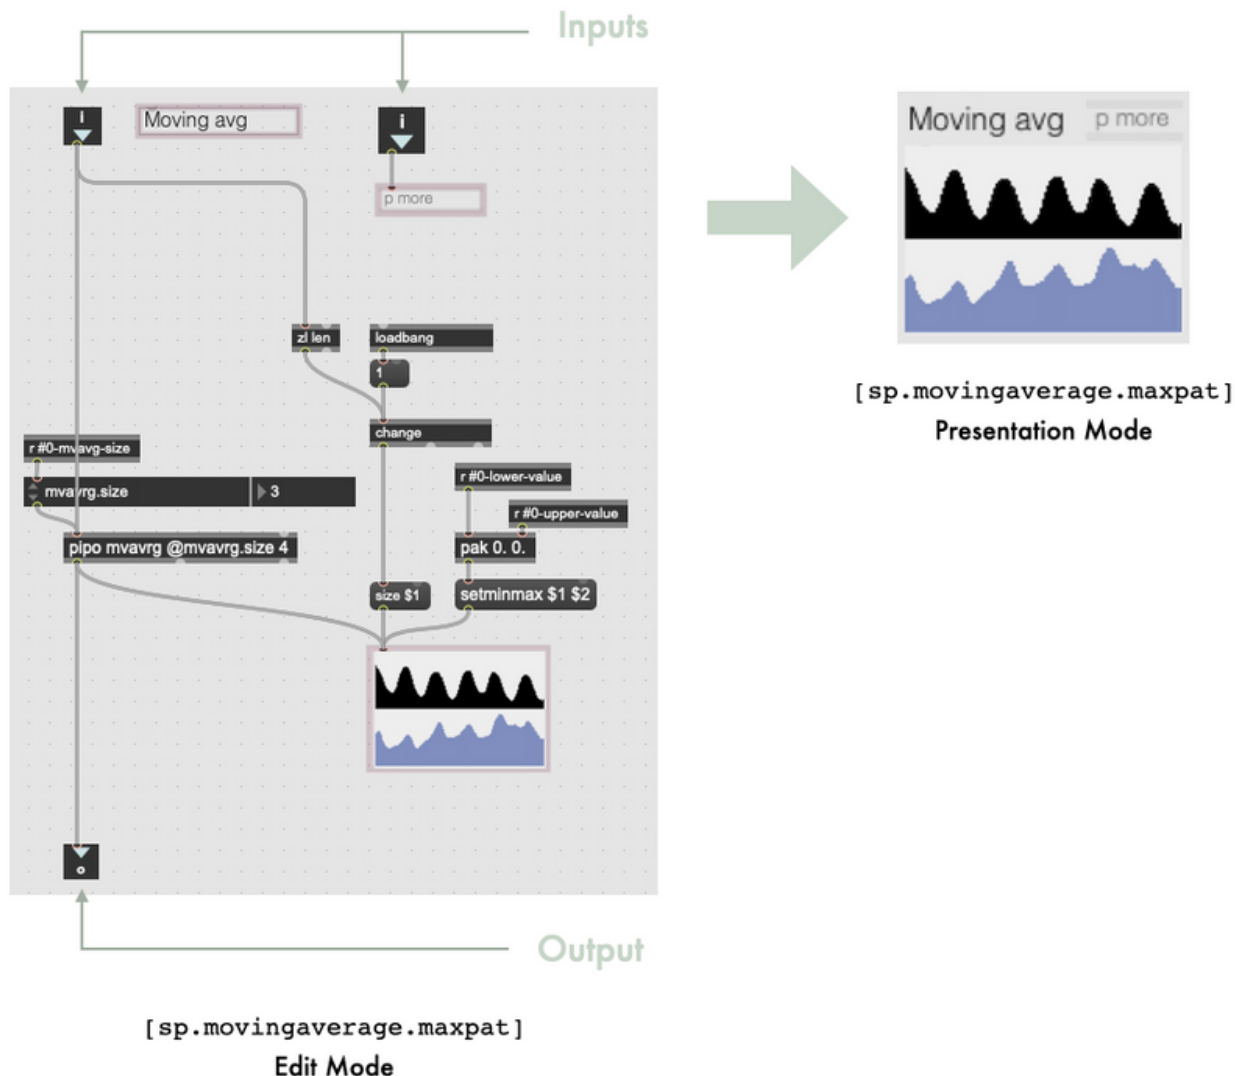 Inputs
i
Moving avg
i
p more
Moving avg
p more
zl len
loadbang
1
change
[sp.movingaverage.maxpat]
Presentation Mode
r #0-mvavg-size
r #0-lower-value
mvavrg.size
3
r #0-upper-value
pipo mvavrg @mvavrg.size 4
pak 0. 0.
size $1
setminmax $1 $2
o
Output
[sp.movingaverage.maxpat]
Edit Mode